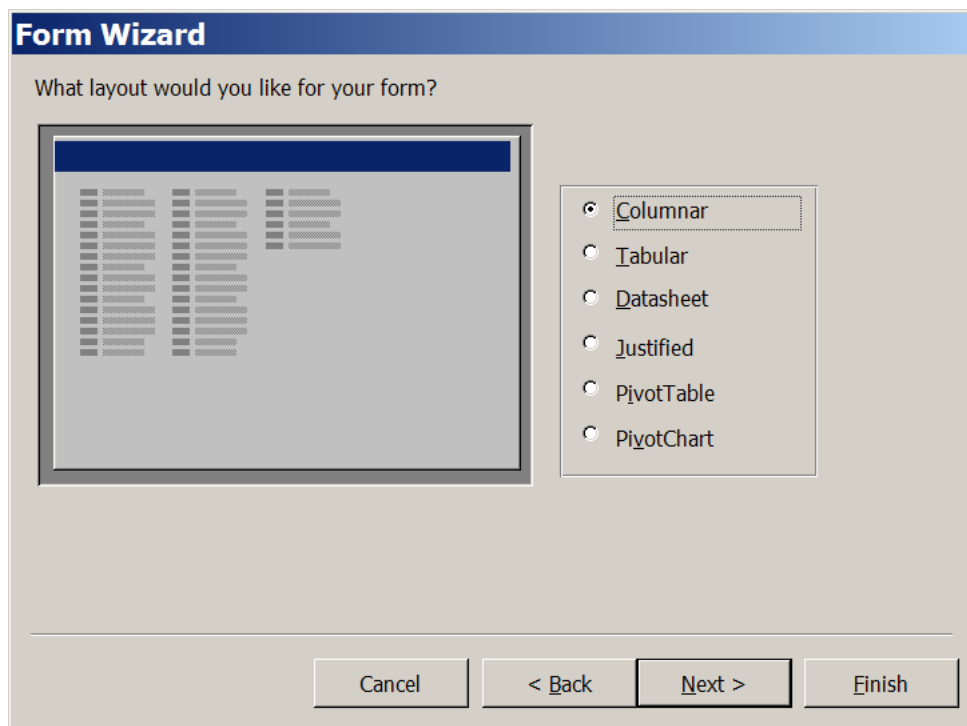 Form Wizard
What layout would you like for your form?
Columnar
Tabular
Datasheet
Justified
PivotTable
PivotChart
Cancel
< Back
Next >
Finish